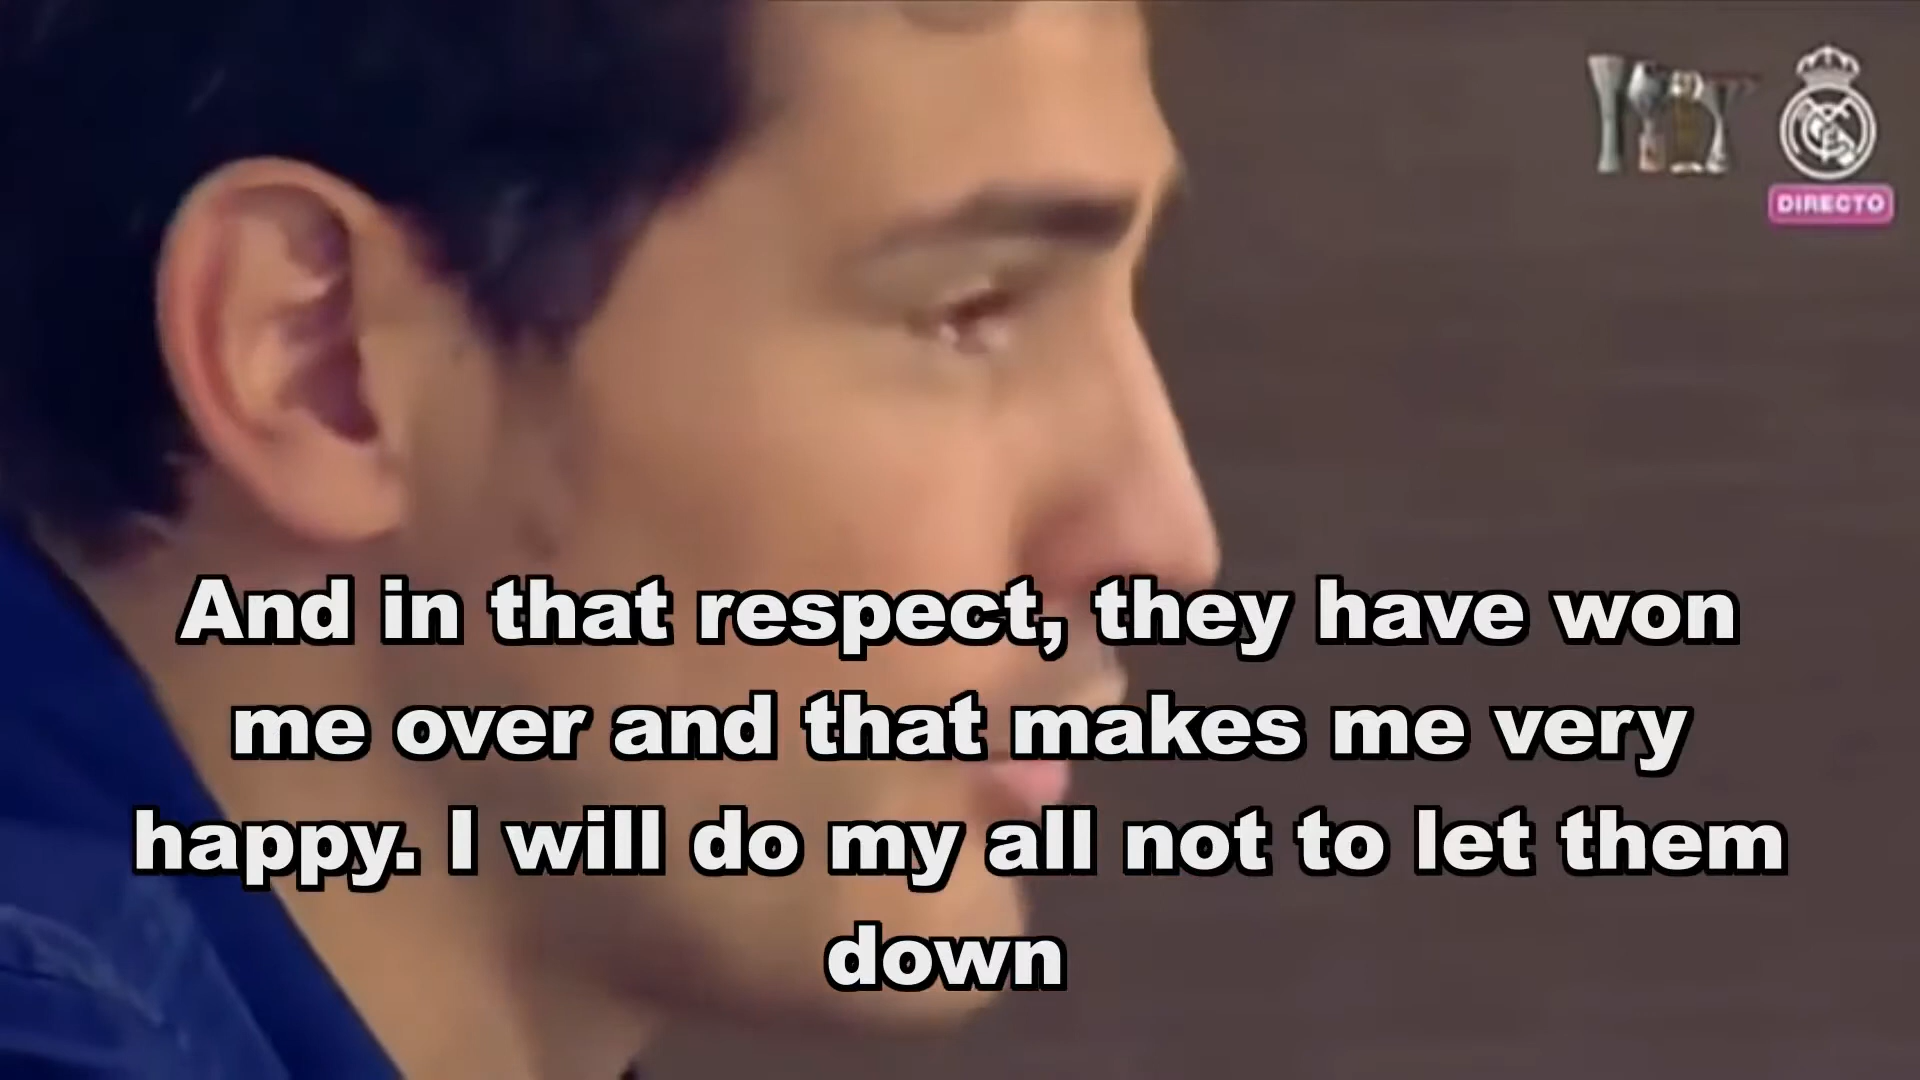 DIRECTO
And in that respect, they have won
me over and that makes me very
happy. I will do my all not to let them
down